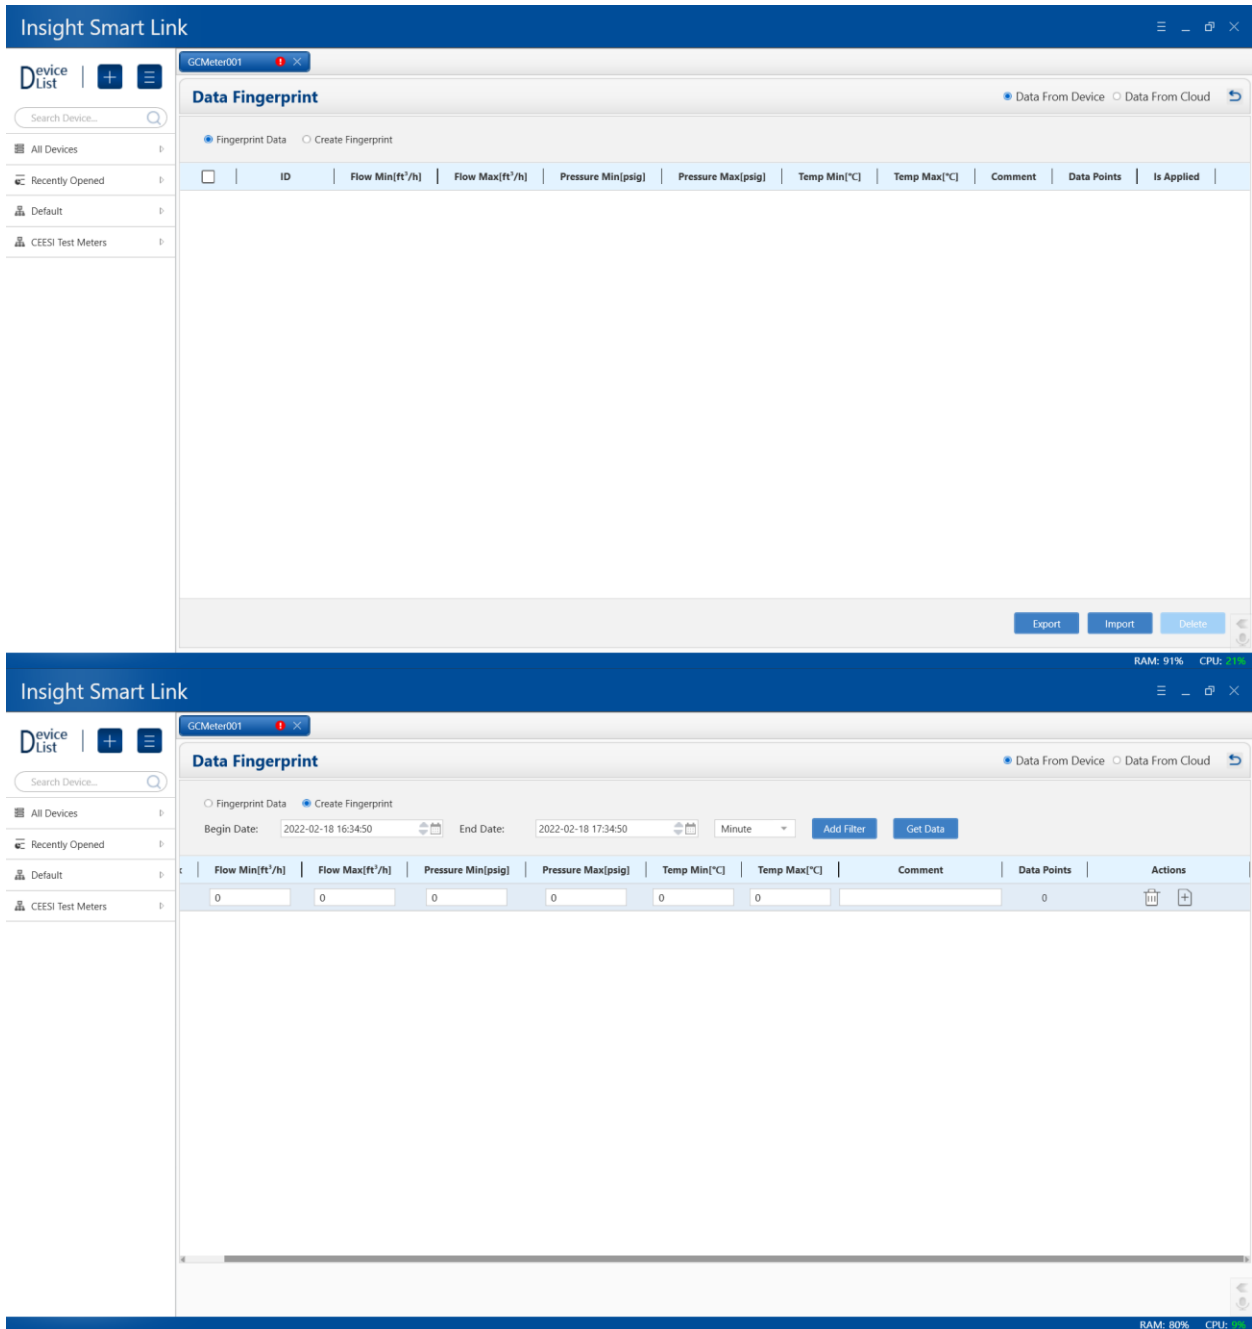 Insight Smart Link
Device List
GCMeter001
Data Fingerprint
Data From Device
Data From Cloud
Search Device...
Fingerprint Data
Create Fingerprint
All Devices
Recently Opened
Default
CEESI Test Meters
ID Flow Min[ft³/h] Flow Max[ft³/h] Pressure Min[psig] Pressure Max[psig] Temp Min[°C] Temp Max[°C] Comment Data Points Is Applied
Export Import Delete
RAM: 91% CPU: 21%
Insight Smart Link
Device List
GCMeter001
Data Fingerprint
Data From Device
Data From Cloud
Search Device...
Fingerprint Data
Create Fingerprint
Begin Date: 2022-02-18 16:34:50 End Date: 2022-02-18 17:34:50 Minute Add Filter Get Data
All Devices
Recently Opened
Default
CEESI Test Meters
Flow Min[ft³/h] Flow Max[ft³/h] Pressure Min[psig] Pressure Max[psig] Temp Min[°C] Temp Max[°C] Comment Data Points Actions
0 0 0 0 0 0 0
RAM: 80% CPU: 9%